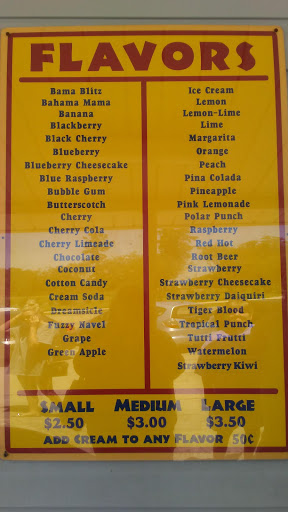 FLAVORS
Bama Blitz
Bahama Mama
Banana
Blackberry
Black Cherry
Blueberry
Blueberry Cheesecake
Blue Raspberry
Bubble Gum
Butterscotch
Cherry
Cherry Cola
Cherry Limeade
Chocolate
Coconut
Cotton Candy
Cream Soda
Dreamsicle
Fuzzy Navel
Grape
Green Apple
Ice Cream
Lemon
Lemon-Lime
Lime
Margarita
Orange
Peach
Pina Colada
Pineapple
Pink Lemonade
Polar Punch
Raspberry
Red Hot
Root Beer
Strawberry
Strawberry Cheesecake
Strawberry Daiquiri
Tiger Blood
Tropical Punch
Tutti Frutti
Watermelon
Strawberry Kiwi
SMALL MEDIUM LARGE
$2.50 $3.00 $3.50
ADD CREAM TO ANY FLAVOR 50¢